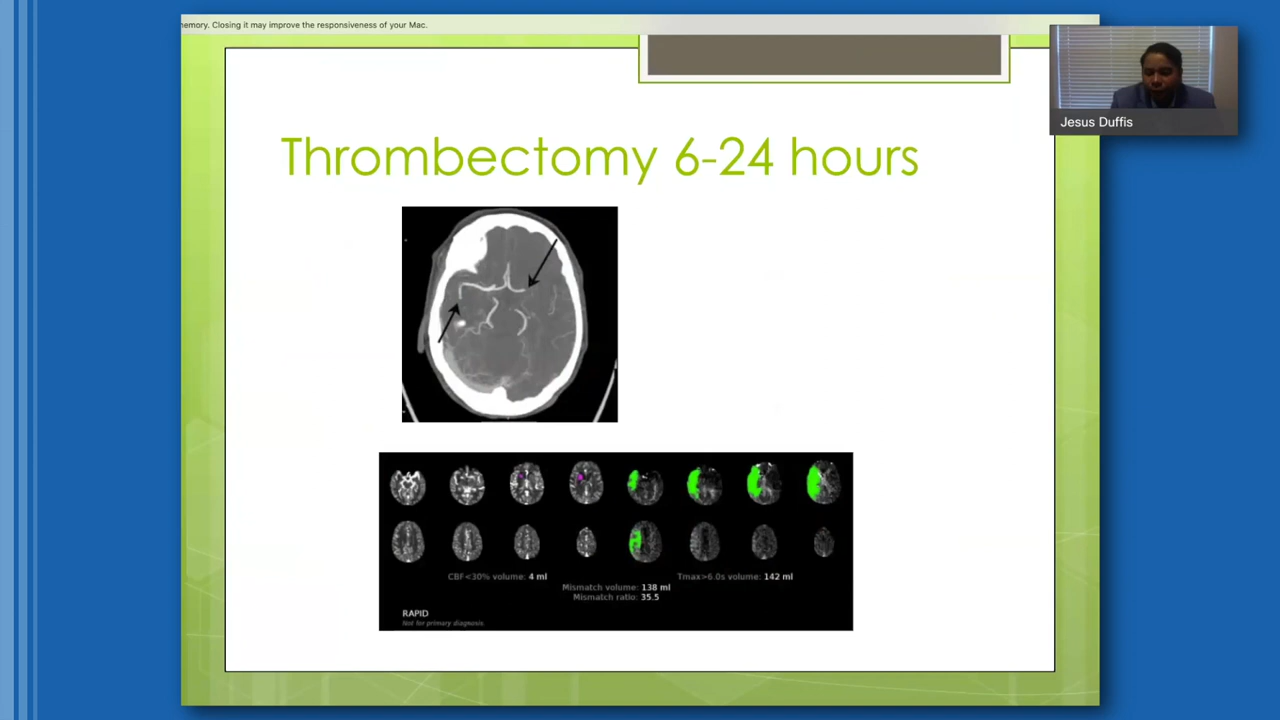 memory. Closing it may improve the responsiveness of your Mac.
Jesus Duffis
Thrombectomy 6-24 hours
CBF<30% volume: 4 ml
Tmax>6.0s volume: 142 ml
Mismatch volume: 138 ml
Mismatch ratio: 35.5
RAPID
Not for primary diagnosis.